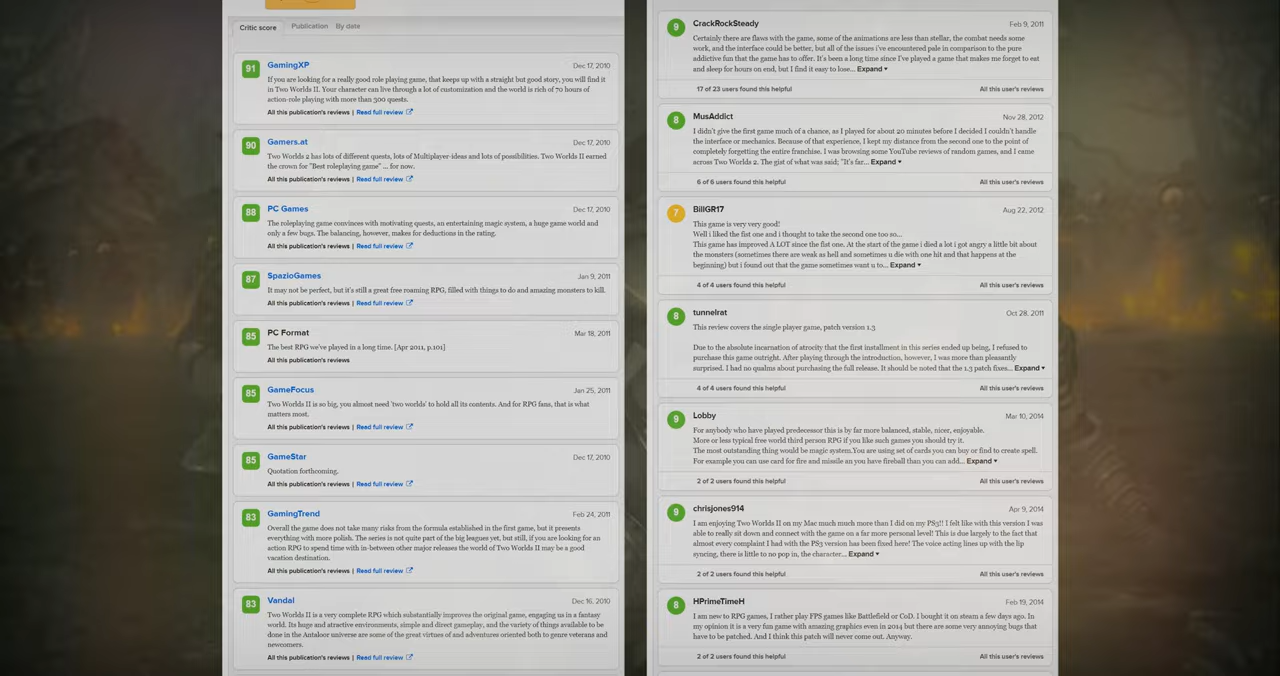 Critic score
Publication
By date
91
GamingXP
Dec 17, 2010
If you are looking for a really good role playing game, that keeps up with a straight but good story, you will find it
in Two Worlds II. Your character can live through a lot of customization and the world is rich of 70 hours of
action-role playing with more than 300 quests.
All this publication's reviews | Read full review
90
Gamers.at
Dec 17, 2010
Two Worlds 2 has lots of different quests, lots of Multiplayer-ideas and lots of possibilities. Two Worlds II earned
the crown for "Best roleplaying game" ... for now.
All this publication's reviews | Read full review
88
PC Games
Dec 17, 2010
The roleplaying game convinces with motivating quests, an entertaining magic system, a huge game world and
only a few bugs. The balancing, however, makes for deductions in the rating.
All this publication's reviews | Read full review
87
SpazioGames
Jan 9, 2011
It may not be perfect, but it's still a great free roaming RPG, filled with things to do and amazing monsters to kill.
All this publication's reviews | Read full review
85
PC Format
Mar 18, 2011
The best RPG we've played in a long time. [Apr 2011, p.101]
All this publication's reviews
85
GameFocus
Jan 25, 2011
Two Worlds II is so big, you almost need 'two worlds' to hold all its contents. And for RPG fans, that is what
matters most.
All this publication's reviews | Read full review
85
GameStar
Dec 17, 2010
Quotation forthcoming.
All this publication's reviews | Read full review
83
GamingTrend
Feb 24, 2011
Overall the game does not take many risks from the formula established in the first game, but it presents
everything with more polish. The series is not quite part of the big leagues yet, but still, if you are looking for an
action RPG to spend time with in-between other major releases the world of Two Worlds II may be a good
vacation destination.
All this publication's reviews | Read full review
83
Vandal
Dec 16, 2010
Two Worlds II is a very complete RPG which substantially improves the original game, engaging us in a fantasy
world. Its huge and atractive environments, simple and direct gameplay, and the variety of things available to be
done in the Antaloor universe are some of the great virtues of and adventures oriented both to genre veterans and
newcomers.
All this publication's reviews | Read full review
9
CrackRockSteady
Feb 9, 2011
Certainly there are flaws with the game, some of the animations are less than stellar, the combat needs some
work, and the interface could be better, but all of the issues i've encountered pale in comparison to the pure
addictive fun that the game has to offer. It's been a long time since I've played a game that makes me forget to eat
and sleep for hours on end, but I find it easy to lose... Expand
17 of 23 users found this helpful
All this user's reviews
8
MusAddict
Nov 28, 2012
I didn't give the first game much of a chance, as I played for about 20 minutes before I decided I couldn't handle
the interface or mechanics. Because of that experience, I kept my distance from the second one to the point of
completely forgetting the entire franchise. I was browsing some YouTube reviews of random games, and I came
across Two Worlds 2. The gist of what was said; "It's far... Expand
6 of 6 users found this helpful
All this user's reviews
7
BillGR17
Aug 22, 2012
This game is very very good!
Well i liked the fist one and i thought to take the second one too so...
This game has improved A LOT since the fist one. At the start of the game i died a lot i got angry a little bit about
the monsters (sometimes there are weak as hell and sometimes u die with one hit and that happens at the
beginning) but i found out that the game sometimes want u to... Expand
4 of 4 users found this helpful
All this user's reviews
8
tunnelrat
Oct 28, 2011
This review covers the single player game, patch version 1.3
Due to the absolute incarnation of atrocity that the first installment in this series ended up being, I refused to
purchase this game outright. After playing through the introduction, however, I was more than pleasantly
surprised. I had no qualms about purchasing the full release. It should be noted that the 1.3 patch fixes... Expand
4 of 4 users found this helpful
All this user's reviews
9
Lobby
Mar 10, 2014
For anybody who have played predecessor this is by far more balanced, stable, nicer, enjoyable.
More or less typical free world third person RPG if you like such games you should try it.
The most outstanding thing would be magic system.You are using set of cards you can buy or find to create spell.
For example you can use card for fire and missile an you have fireball than you can add... Expand
2 of 2 users found this helpful
All this user's reviews
9
chrisjones914
Apr 9, 2014
I am enjoying Two Worlds II on my Mac much much more than I did on my PS3!! I felt like with this version I was
able to really sit down and connect with the game on a far more personal level! This is due largely to the fact that
almost every complaint I had with the PS3 version has been fixed here! The voice acting lines up with the lip
syncing, there is little to no pop in, the character... Expand
2 of 2 users found this helpful
All this user's reviews
8
HPrimeTimeH
Feb 19, 2014
I am new to RPG games, I rather play FPS games like Battlefield or CoD. I bought it on steam a few days ago. In
my opinion it is a very fun game with amazing graphics even in 2014 but there are some very annoying bugs that
have to be patched. And I think this patch will never come out. Anyway.
2 of 2 users found this helpful
All this user's reviews